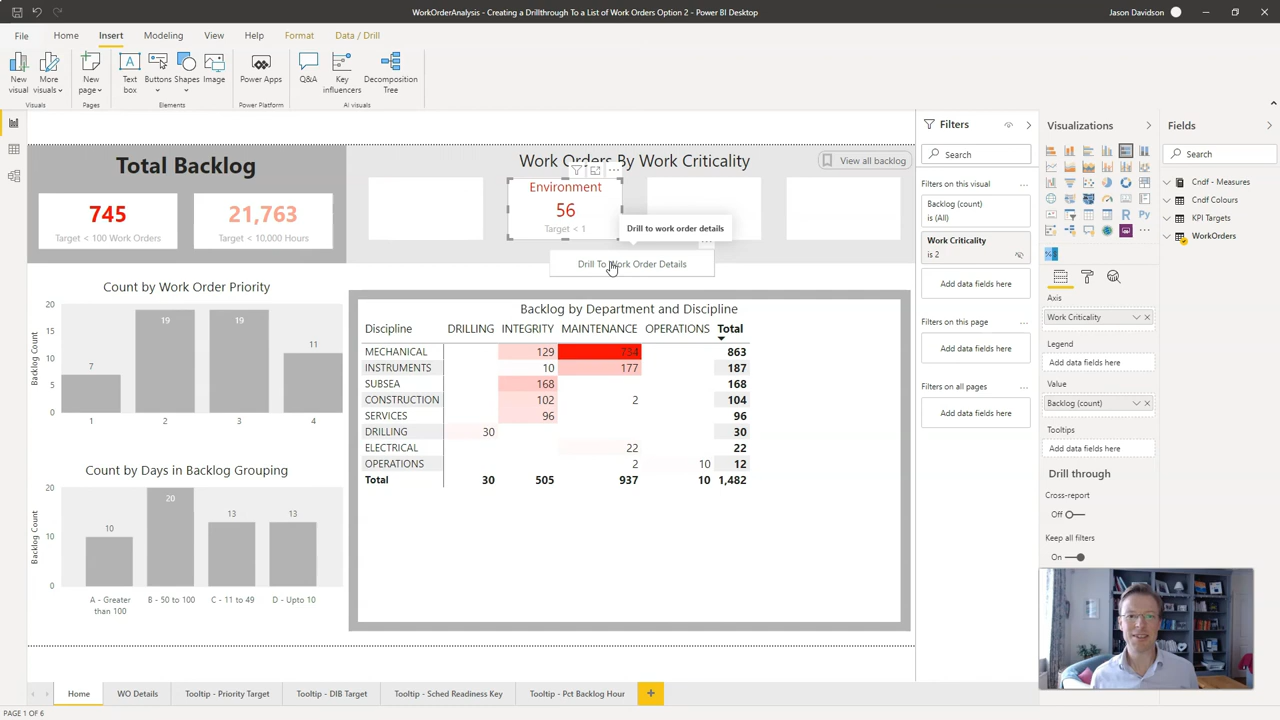 WorkOrderAnalysis - Creating a Drillthrough To a List of Work Orders Option 2 - Power BI Desktop
Jason Davidson
File Home Insert Modeling View Help Format Data / Drill
New visual
More visuals
New page
Text box
Buttons
Shapes
Image
Power Apps
Q&A
Key influencers
Decomposition Tree
Visuals Pages Elements Power Platform AI visuals
Total Backlog
745
Target < 100 Work Orders
21,763
Target < 10,000 Hours
Work Orders By Work Criticality
View all backlog
Environment
56
Target < 1
Drill to work order details
Drill To Work Order Details
Count by Work Order Priority
Backlog Count
20
15
10
5
0
7 19 19 11
1 2 3 4
Count by Days in Backlog Grouping
Backlog Count
20
10
0
10 20 13 13
A - Greater than 100
B - 50 to 100
C - 11 to 49
D - Upto 10
Backlog by Department and Discipline
Discipline DRILLING INTEGRITY MAINTENANCE OPERATIONS Total
MECHANICAL 129 734 863
INSTRUMENTS 10 177 187
SUBSEA 168 168
CONSTRUCTION 102 2 104
SERVICES 96 96
DRILLING 30 30
ELECTRICAL 22 22
OPERATIONS 2 10 12
Total 30 505 937 10 1,482
Filters
Search
Filters on this visual
Backlog (count)
is (All)
Work Criticality
is 2
Add data fields here
Filters on this page
Add data fields here
Filters on all pages
Add data fields here
Visualizations
Axis
Work Criticality
Legend
Add data fields here
Value
Backlog (count)
Tooltips
Add data fields here
Drill through
Cross-report
Off
Keep all filters
On
Fields
Search
Cndf - Measures
Cndf Colours
KPI Targets
WorkOrders
Home WO Details Tooltip - Priority Target Tooltip - DIB Target Tooltip - Sched Readiness Key Tooltip - Pct Backlog Hour
PAGE 1 OF 6